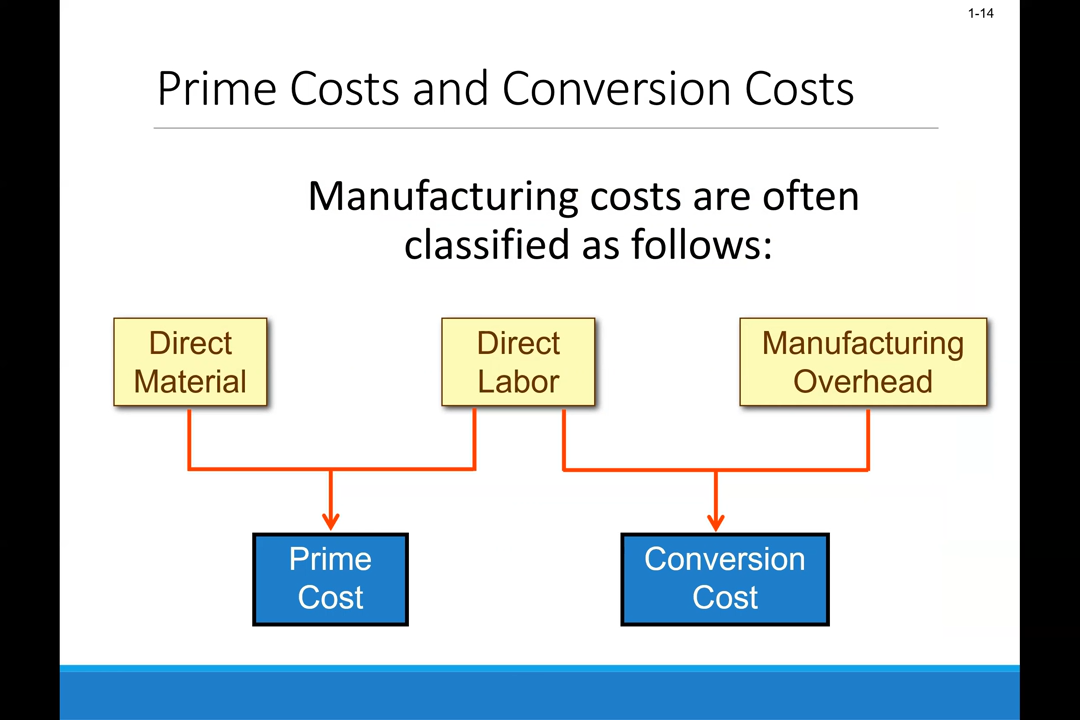 1-14
Prime Costs and Conversion Costs
Manufacturing costs are often
classified as follows:
Direct
Material
Direct
Labor
Manufacturing
Overhead
Prime
Cost
Conversion
Cost